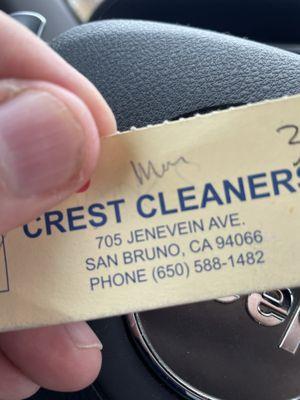 CREST CLEANERS
705 JENEVEIN AVE.
SAN BRUNO, CA 94066
PHONE (650) 588-1482